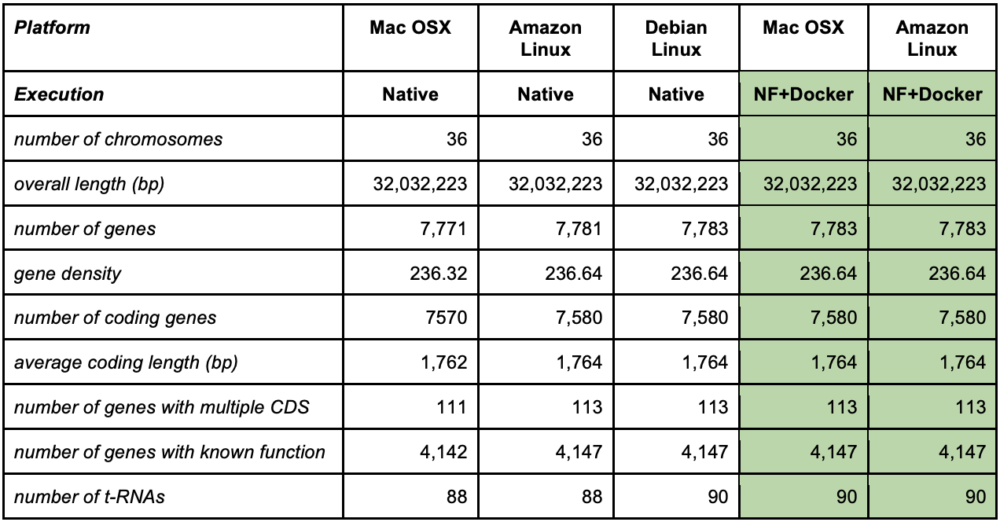 Platform Mac OSX Amazon Linux Debian Linux Mac OSX Amazon Linux
Execution Native Native Native NF+Docker NF+Docker
number of chromosomes 36 36 36 36 36
overall length (bp) 32,032,223 32,032,223 32,032,223 32,032,223 32,032,223
number of genes 7,771 7,781 7,783 7,783 7,783
gene density 236.32 236.64 236.64 236.64 236.64
number of coding genes 7570 7,580 7,580 7,580 7,580
average coding length (bp) 1,762 1,764 1,764 1,764 1,764
number of genes with multiple CDS 111 113 113 113 113
number of genes with known function 4,142 4,147 4,147 4,147 4,147
number of t-RNAs 88 88 90 90 90